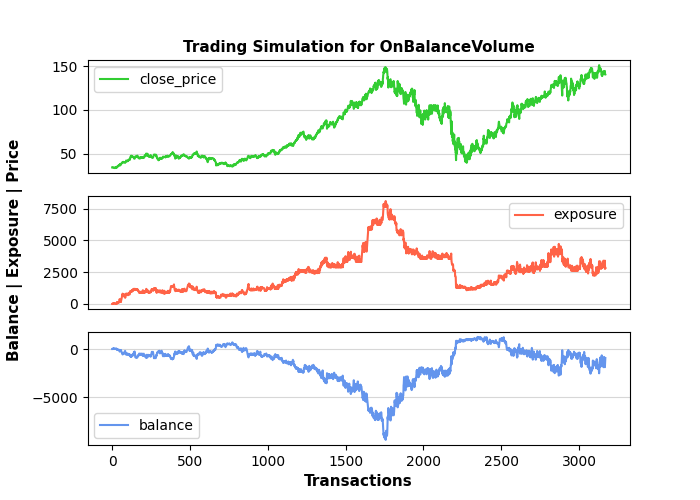 Trading Simulation for OnBalanceVolume
150
100
50
close_price
7500
5000
2500
0
exposure
0
−5000
balance
0 500 1000 1500 2000 2500 3000
Transactions
Balance | Exposure | Price